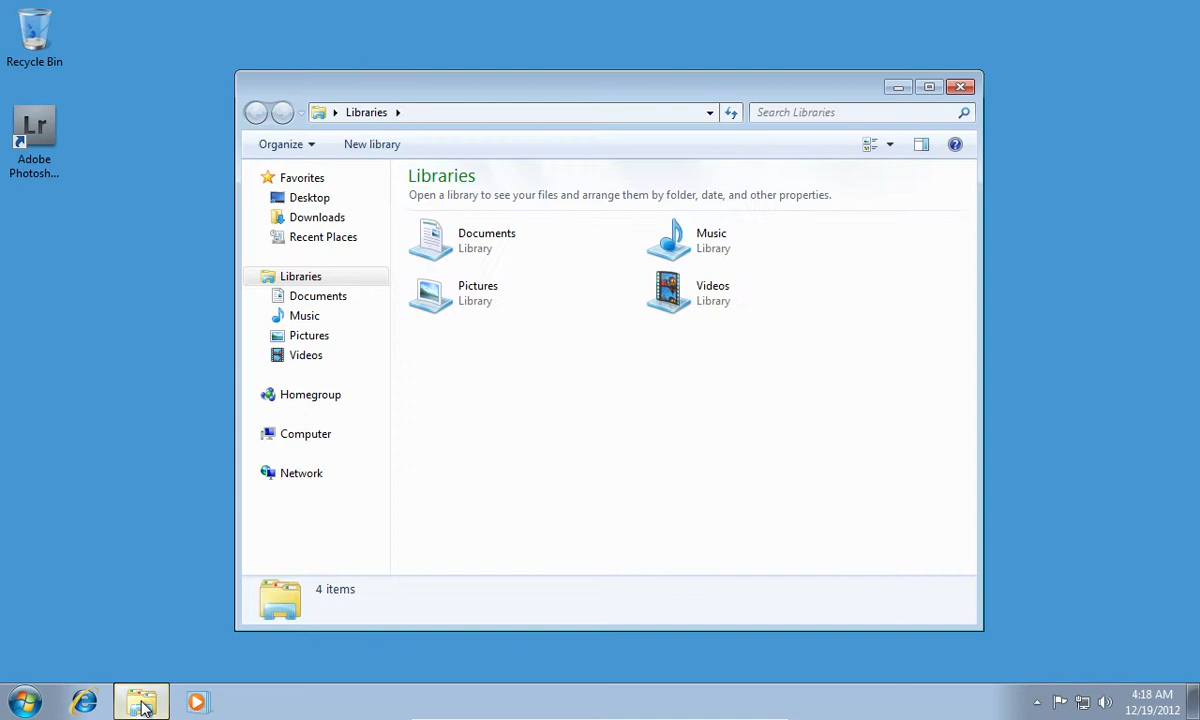 Recycle Bin
Lr
Adobe
Photosh...
Libraries
Search Libraries
Organize
New library
Favorites
Desktop
Downloads
Recent Places
Libraries
Documents
Music
Pictures
Videos
Homegroup
Computer
Network
Libraries
Open a library to see your files and arrange them by folder, date, and other properties.
Documents
Library
Music
Library
Pictures
Library
Videos
Library
4 items
4:18 AM
12/19/2012